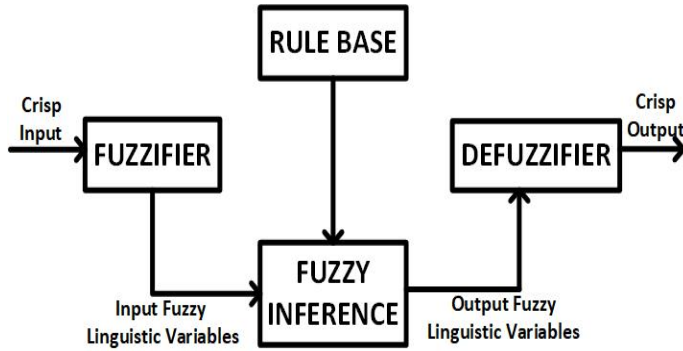 RULE BASE
Crisp
Input
Crisp
Output
FUZZIFIER
DEFUZZIFIER
FUZZY
INFERENCE
Input Fuzzy
Linguistic Variables
Output Fuzzy
Linguistic Variables